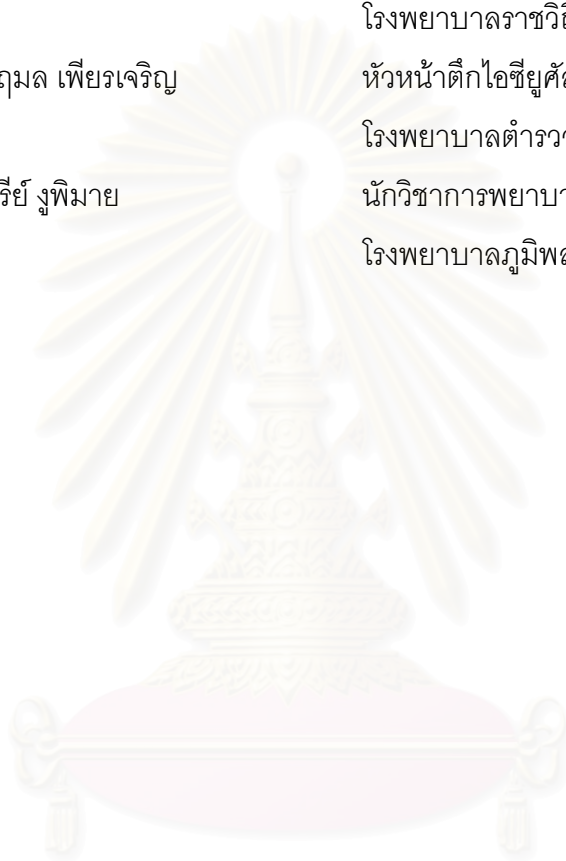 โรงพยาบาลราชวิ
ฤมล เพียรเจริญ หัวหน้าตึกไอซียูศั
โรงพยาบาลตำรว
รีย์ งูพิมาย นักวิชาการพยาบา
โรงพยาบาลภูมิพล